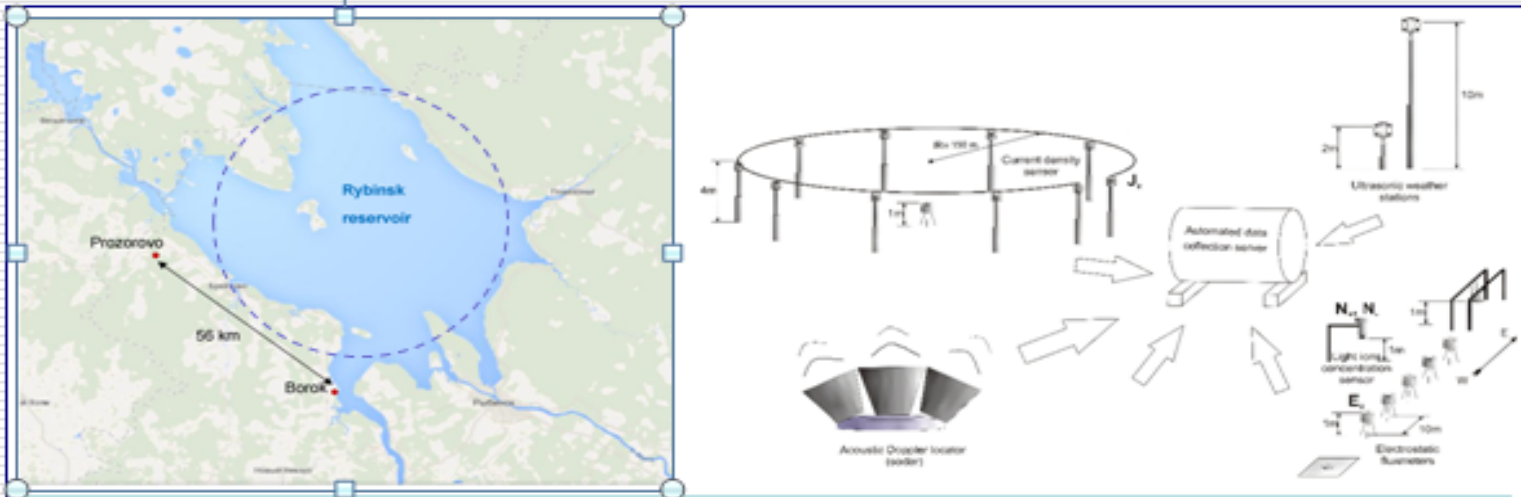 Rybinsk
reservoir
Prozorovo
56 km
Borok
R= 150 m
Current density
sensor
4m
1m
J
10m
2m
Ultrasonic weather
stations
Automated data
collection server
N+, N-
1m
1m
Light ions
concentration
sensor
E
W
E
1m
10m
Electrostatic
fluxmeters
Acoustic Doppler locator
(sodar)